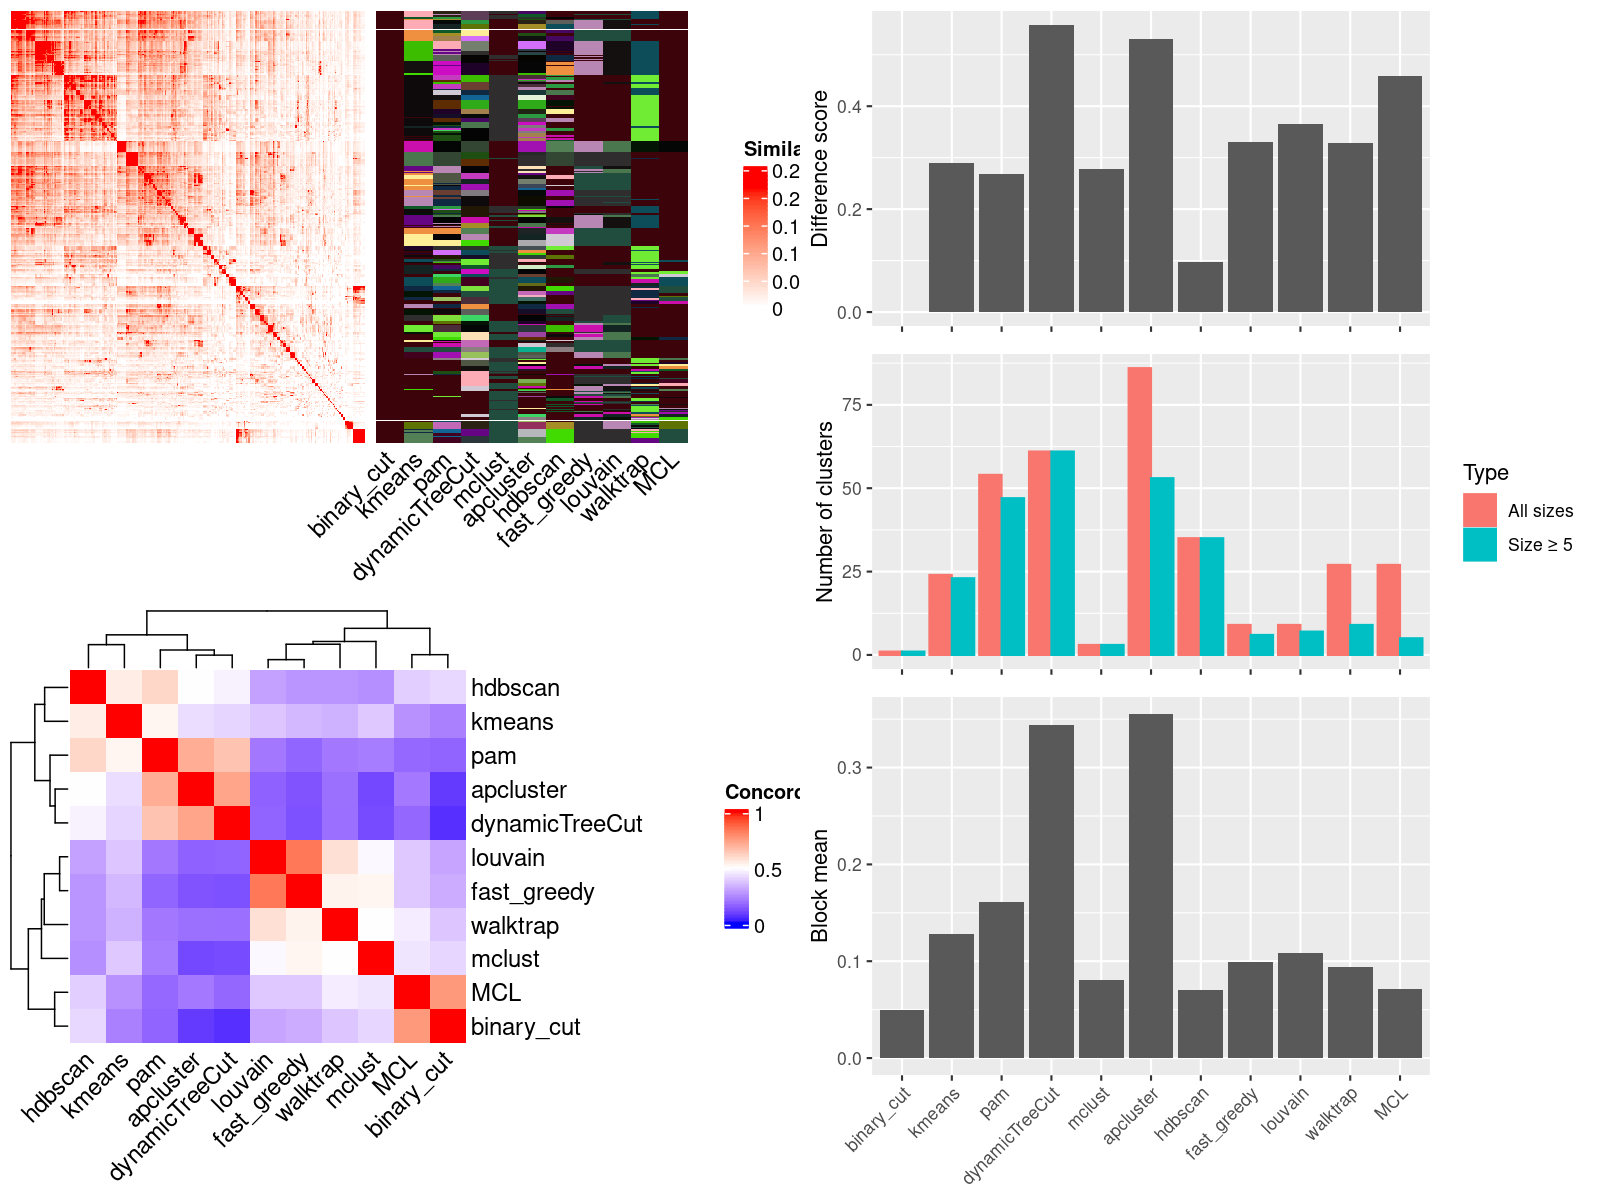 Simila
0.2
0.2
0.1
0.1
0.0
0
binary_cut
kmeans
pam
dynamicTreeCut
mclust
apcluster
hdbscan
fast_greedy
louvain
walktrap
MCL
hdbscan
kmeans
pam
apcluster
dynamicTreeCut
louvain
fast_greedy
walktrap
mclust
MCL
binary_cut
hdbscan
kmeans
pam
apcluster
dynamicTreeCut
louvain
fast_greedy
walktrap
mclust
MCL
binary_cut
Concord
1
0.5
0
Difference score
0.4
0.2
0.0
Number of clusters
75
50
25
0
Type
All sizes
Size ≥ 5
Block mean
0.3
0.2
0.1
0.0
binary_cut
kmeans
pam
dynamicTreeCut
mclust
apcluster
hdbscan
fast_greedy
louvain
walktrap
MCL